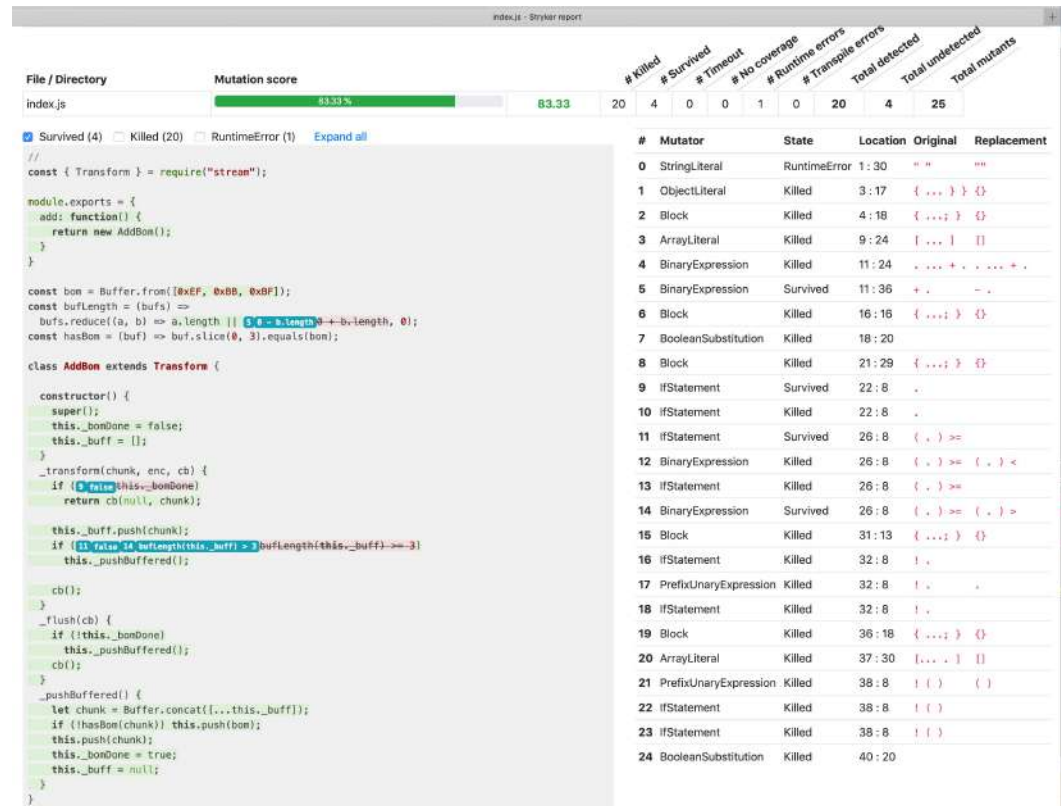 index.js - Stryker report
+
File / Directory Mutation score # Killed # Survived # Timeout # No coverage # Runtime errors # Transpile errors Total detected Total undetected Total mutants
index.js 83.33 % 83.33 20 4 0 0 1 0 20 4 25
Survived (4) Killed (20) RuntimeError (1) Expand all
//
const { Transform } = require("stream");
module.exports = {
add: function() {
return new AddBom();
}
}
const bom = Buffer.from([0xEF, 0xBB, 0xBF]);
const bufLength = (bufs) =>
bufs.reduce((a, b) => a.length || 5 0 - b.length 0 + b.length, 0);
const hasBom = (buf) => buf.slice(0, 3).equals(bom);
class AddBom extends Transform {
constructor() {
super();
this._bomDone = false;
this._buff = [];
}
_transform(chunk, enc, cb) {
if (9 false this._bomDone)
return cb(null, chunk);
this._buff.push(chunk);
if (11 false 14 bufLength(this._buff) > 3 bufLength(this._buff) >= 3)
this._pushBuffered();
cb();
}
_flush(cb) {
if (!this._bomDone)
this._pushBuffered();
cb();
}
_pushBuffered() {
let chunk = Buffer.concat([...this._buff]);
if (!hasBom(chunk)) this.push(bom);
this.push(chunk);
this._bomDone = true;
this._buff = null;
}
}
# Mutator State Location Original Replacement
0 StringLiteral RuntimeError 1 : 30 " " ""
1 ObjectLiteral Killed 3 : 17 { ... } } {}
2 Block Killed 4 : 18 { ...; } {}
3 ArrayLiteral Killed 9 : 24 [ ... ] []
4 BinaryExpression Killed 11 : 24 . ... + . . ... + .
5 BinaryExpression Survived 11 : 36 + . - .
6 Block Killed 16 : 16 { ...; } {}
7 BooleanSubstitution Killed 18 : 20
8 Block Killed 21 : 29 { ...; } {}
9 IfStatement Survived 22 : 8 .
10 IfStatement Killed 22 : 8 .
11 IfStatement Survived 26 : 8 ( . ) >=
12 BinaryExpression Killed 26 : 8 ( . ) >= ( . ) <
13 IfStatement Killed 26 : 8 ( . ) >=
14 BinaryExpression Survived 26 : 8 ( . ) >= ( . ) >
15 Block Killed 31 : 13 { ...; } {}
16 IfStatement Killed 32 : 8 ! .
17 PrefixUnaryExpression Killed 32 : 8 ! . .
18 IfStatement Killed 32 : 8 ! .
19 Block Killed 36 : 18 { ...; } {}
20 ArrayLiteral Killed 37 : 30 [... . ] []
21 PrefixUnaryExpression Killed 38 : 8 ! ( ) ( )
22 IfStatement Killed 38 : 8 ! ( )
23 IfStatement Killed 38 : 8 ! ( )
24 BooleanSubstitution Killed 40 : 20